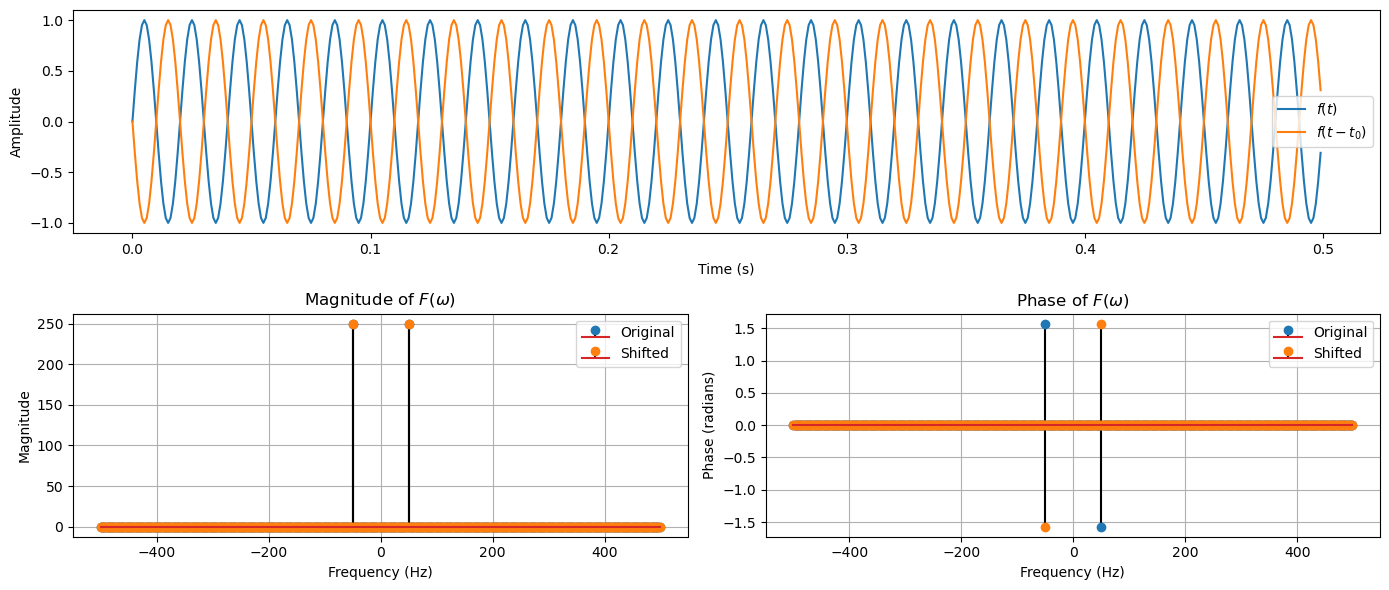 1.0
0.5
0.0
−0.5
−1.0
Amplitude
f(t)
f(t − t₀)
0.0 0.1 0.2 0.3 0.4 0.5
Time (s)
Magnitude of F(ω)
250
200
150
100
50
0
Magnitude
Original
Shifted
−400 −200 0 200 400
Frequency (Hz)
Phase of F(ω)
1.5
1.0
0.5
0.0
−0.5
−1.0
−1.5
Phase (radians)
Original
Shifted
−400 −200 0 200 400
Frequency (Hz)